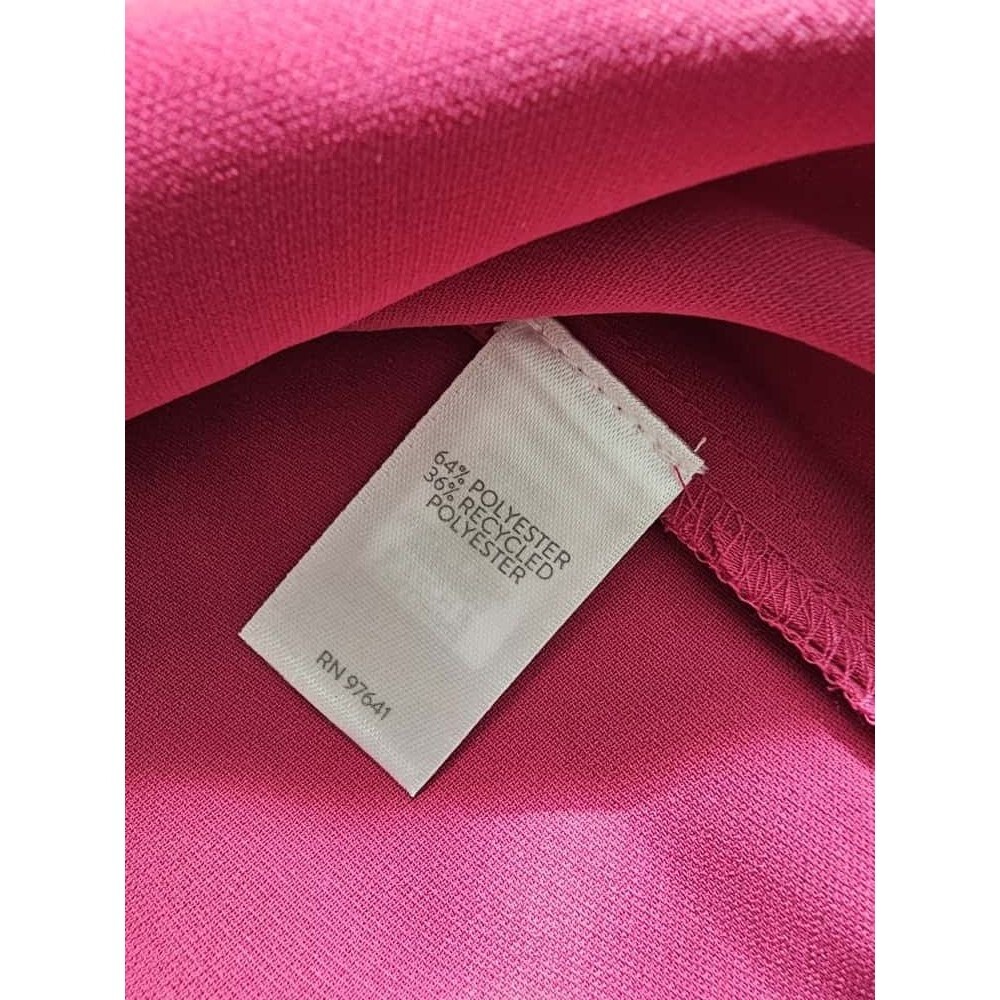 64% POLYESTER
36% RECYCLED
POLYESTER
RN 97641